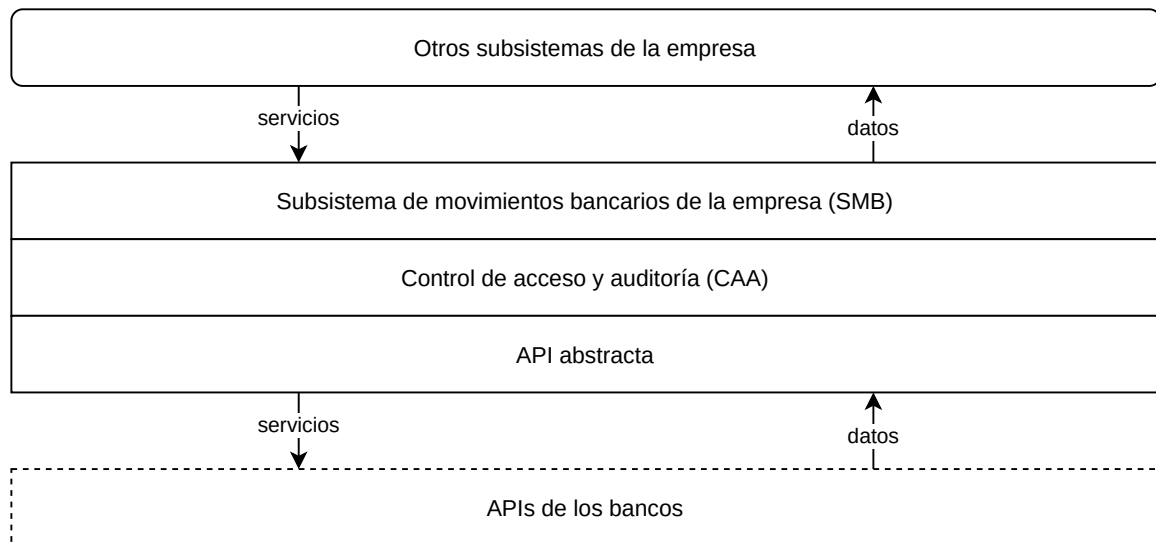 Otros subsistemas de la empresa
servicios
datos
Subsistema de movimientos bancarios de la empresa (SMB)
Control de acceso y auditoría (CAA)
API abstracta
servicios
datos
APIs de los bancos